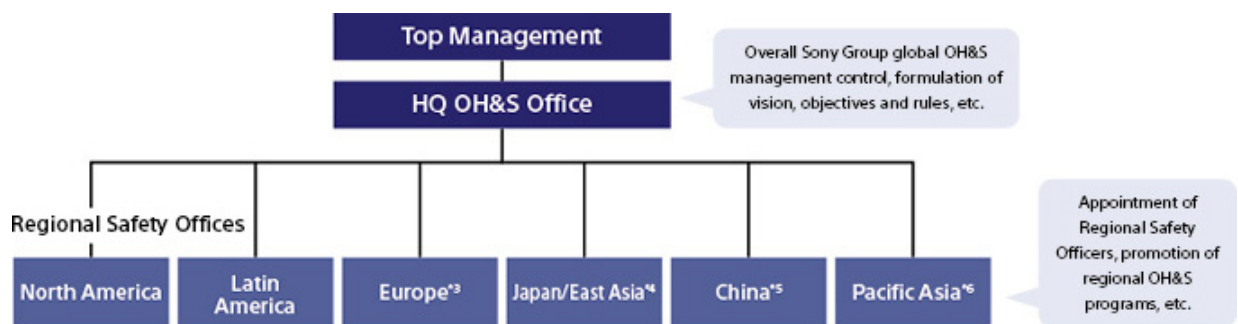 Top Management
Overall Sony Group global OH&S
management control, formulation of
vision, objectives and rules, etc.
HQ OH&S Office
Regional Safety Offices
North America
Latin
America
Europe*3
Japan/East Asia*4
China*5
Pacific Asia*6
Appointment of
Regional Safety
Officers, promotion of
regional OH&S
programs, etc.